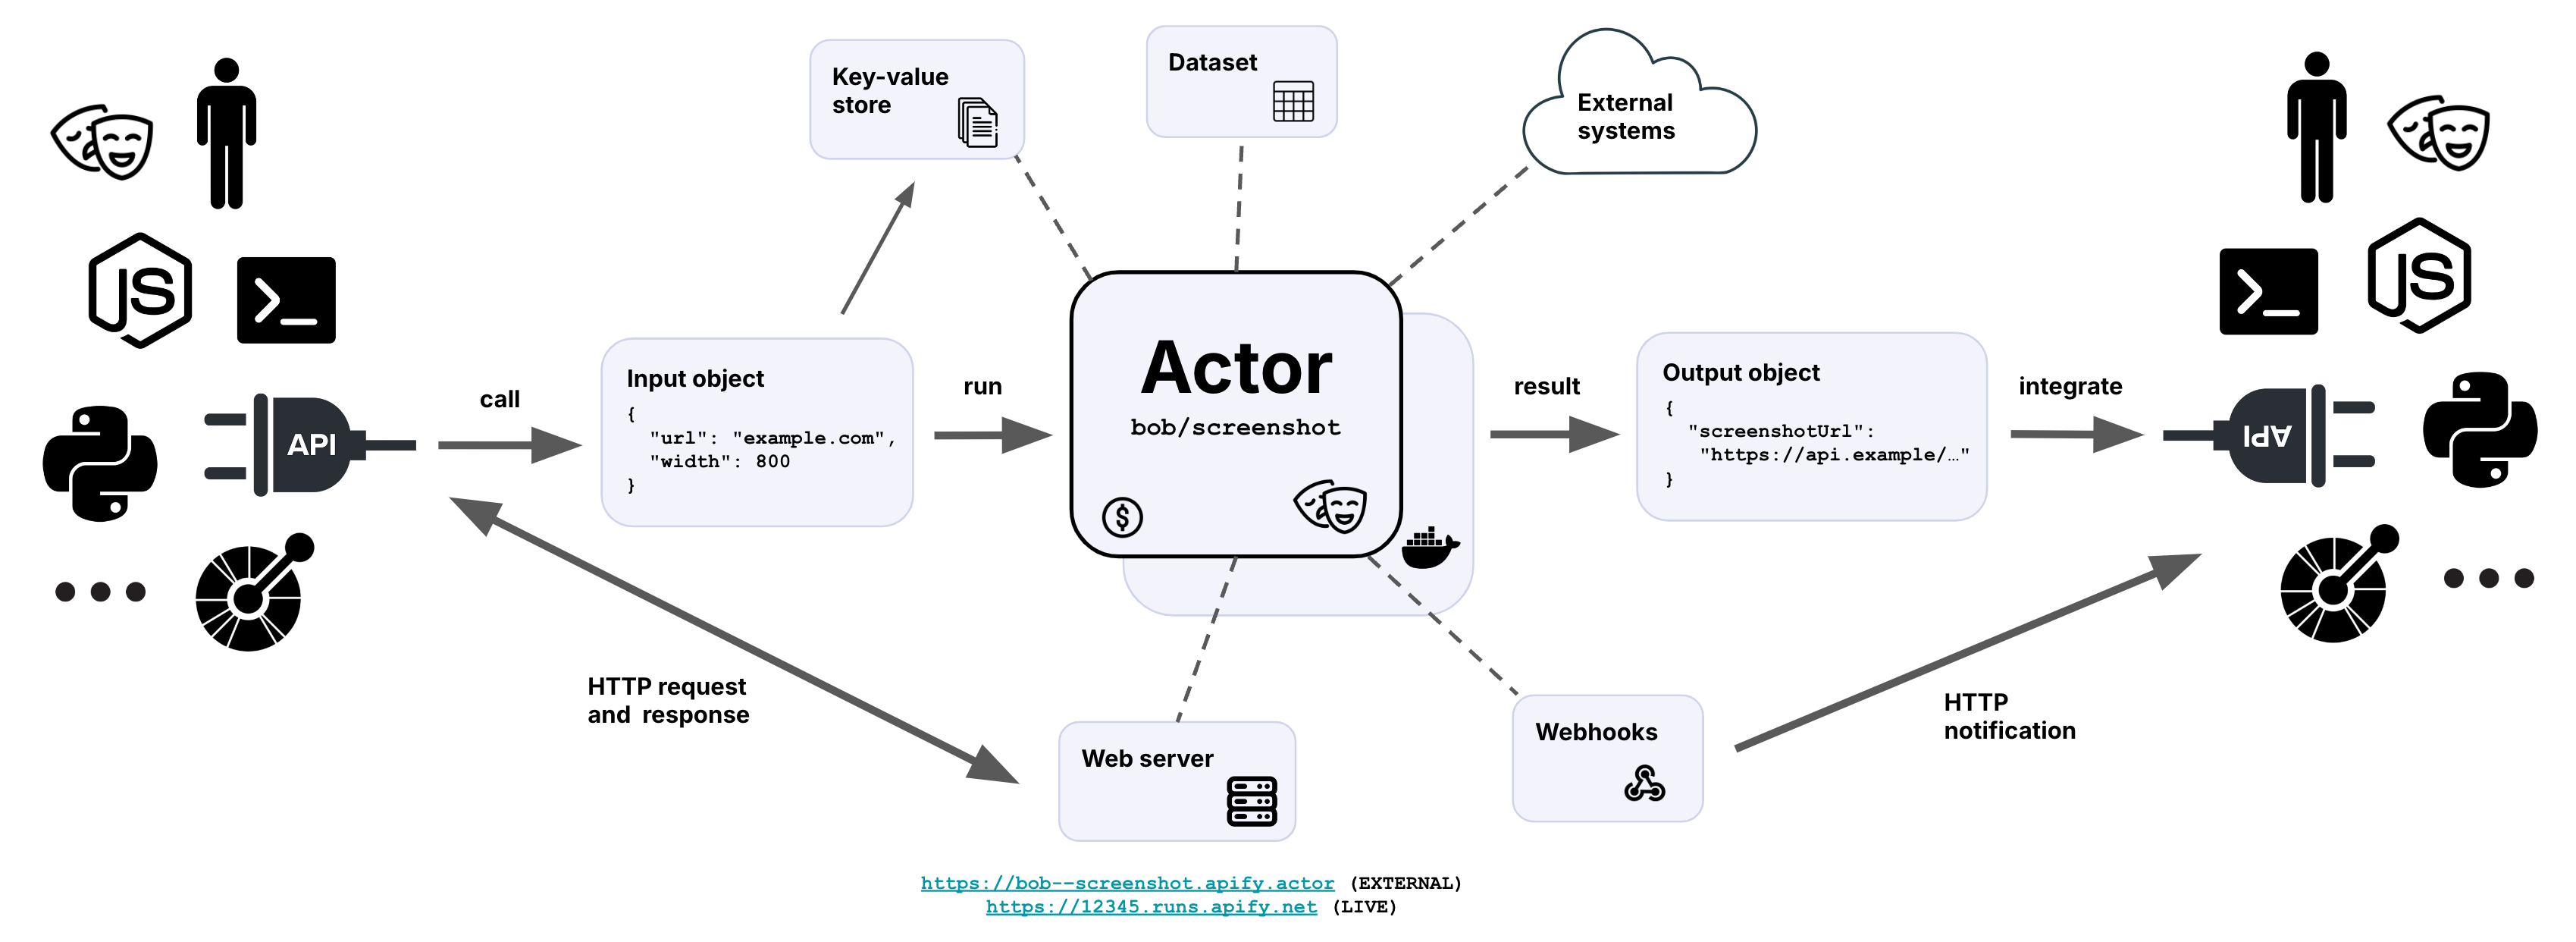 Key-value
store
Dataset
External
systems
JS
>_
API
call
Input object
{
"url": "example.com",
"width": 800
}
run
Actor
bob/screenshot
$
result
Output object
{
"screenshotUrl":
"https://api.example/…"
}
integrate
API
>_
JS
HTTP request
and response
Web server
Webhooks
HTTP
notification
https://bob--screenshot.apify.actor (EXTERNAL)
https://12345.runs.apify.net (LIVE)